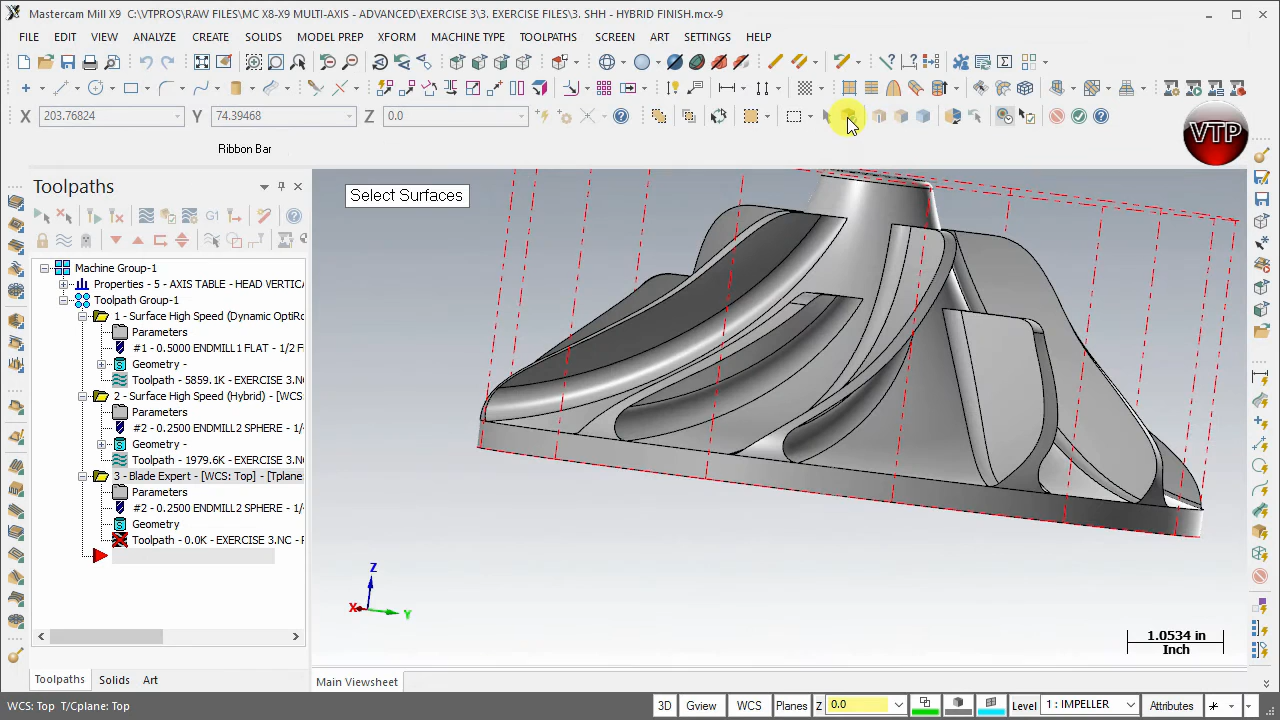 Mastercam Mill X9 C:\VTPROS\RAW FILES\MC X8-X9 MULTI-AXIS - ADVANCED\EXERCISE 3\3. EXERCISE FILES\3. SHH - HYBRID FINISH.mcx-9
FILE EDIT VIEW ANALYZE CREATE SOLIDS MODEL PREP XFORM MACHINE TYPE TOOLPATHS SCREEN ART SETTINGS HELP
X 203.76824 Y 74.39468 Z 0.0
VTP
Ribbon Bar
Toolpaths
Select Surfaces
G1
Machine Group-1
Properties - 5 - AXIS TABLE - HEAD VERTICA
Toolpath Group-1
1 - Surface High Speed (Dynamic OptiRo
Parameters
#1 - 0.5000 ENDMILL1 FLAT - 1/2 F
Geometry -
Toolpath - 5859.1K - EXERCISE 3.NC -
2 - Surface High Speed (Hybrid) - [WCS:
Parameters
#2 - 0.2500 ENDMILL2 SPHERE - 1/
Geometry -
Toolpath - 1979.6K - EXERCISE 3.NC -
3 - Blade Expert - [WCS: Top] - [Tplane
Parameters
#2 - 0.2500 ENDMILL2 SPHERE - 1/
Geometry
Toolpath - 0.0K - EXERCISE 3.NC - P
Z
X
Y
1.0534 in
Inch
Toolpaths Solids Art
Main Viewsheet
WCS: Top T/Cplane: Top
3D Gview WCS Planes Z 0.0 Level 1 : IMPELLER Attributes